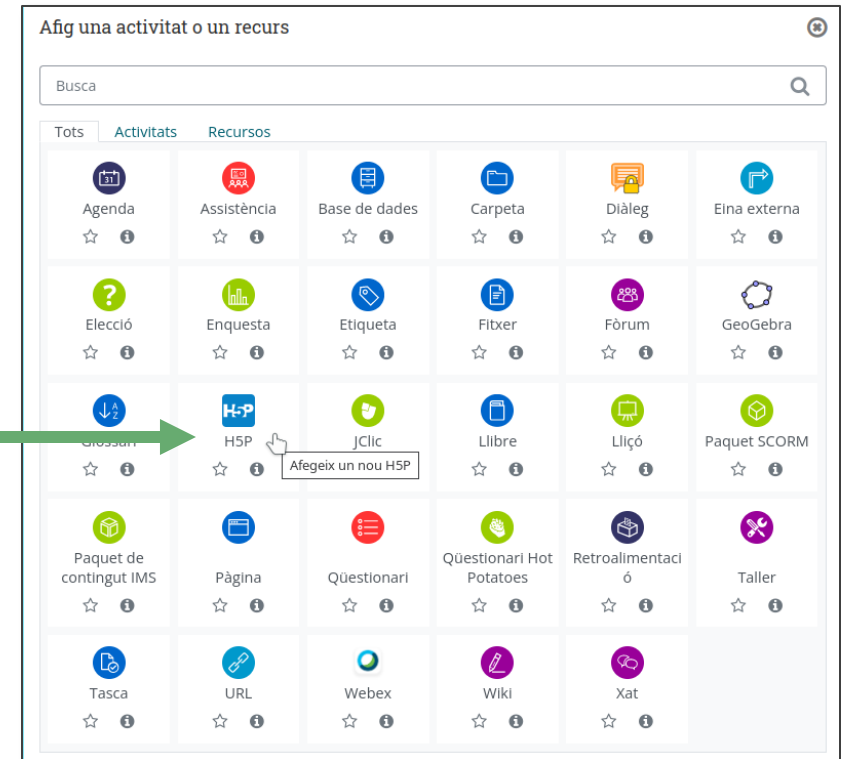 Afig una activitat o un recurs
Busca
Tots Activitats Recursos
31
Agenda Assistència Base de dades Carpeta Diàleg Eina externa
?
Elecció Enquesta Etiqueta Fitxer Fòrum GeoGebra
A Z H5P
H5P JClic Llibre Lliçó Paquet SCORM
Afegeix un nou H5P
Paquet de contingut IMS Pàgina Qüestionari Qüestionari Hot Potatoes Retroalimentaci ó Taller
Tasca URL Webex Wiki Xat